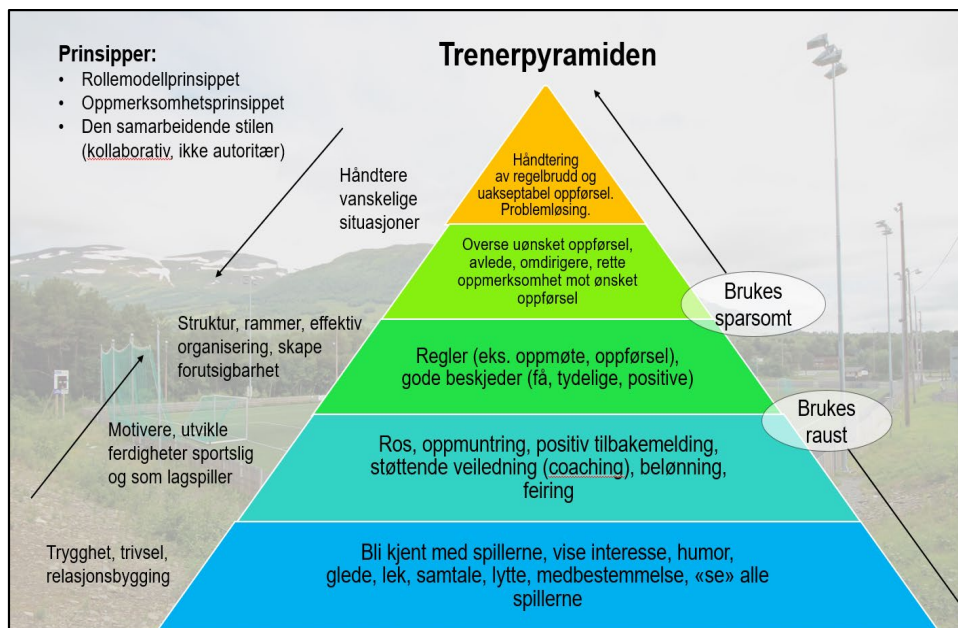 Trenerpyramiden
Prinsipper:
• Rollemodellprinsippet
• Oppmerksomhetsprinsippet
• Den samarbeidende stilen
(kollaborativ, ikke autoritær)
Håndtere
vanskelige
situasjoner
Håndtering
av regelbrudd og
uakseptabel oppførsel.
Problemløsing.
Overse uønsket oppførsel,
avlede, omdirigere, rette
oppmerksomhet mot ønsket
oppførsel
Brukes
sparsomt
Struktur, rammer, effektiv
organisering, skape
forutsigbarhet
Regler (eks. oppmøte, oppførsel),
gode beskjeder (få, tydelige, positive)
Brukes
raust
Motivere, utvikle
ferdigheter sportslig
og som lagspiller
Ros, oppmuntring, positiv tilbakemelding,
støttende veiledning (coaching), belønning,
feiring
Trygghet, trivsel,
relasjonsbygging
Bli kjent med spillerne, vise interesse, humor,
glede, lek, samtale, lytte, medbestemmelse, «se» alle
spillerne